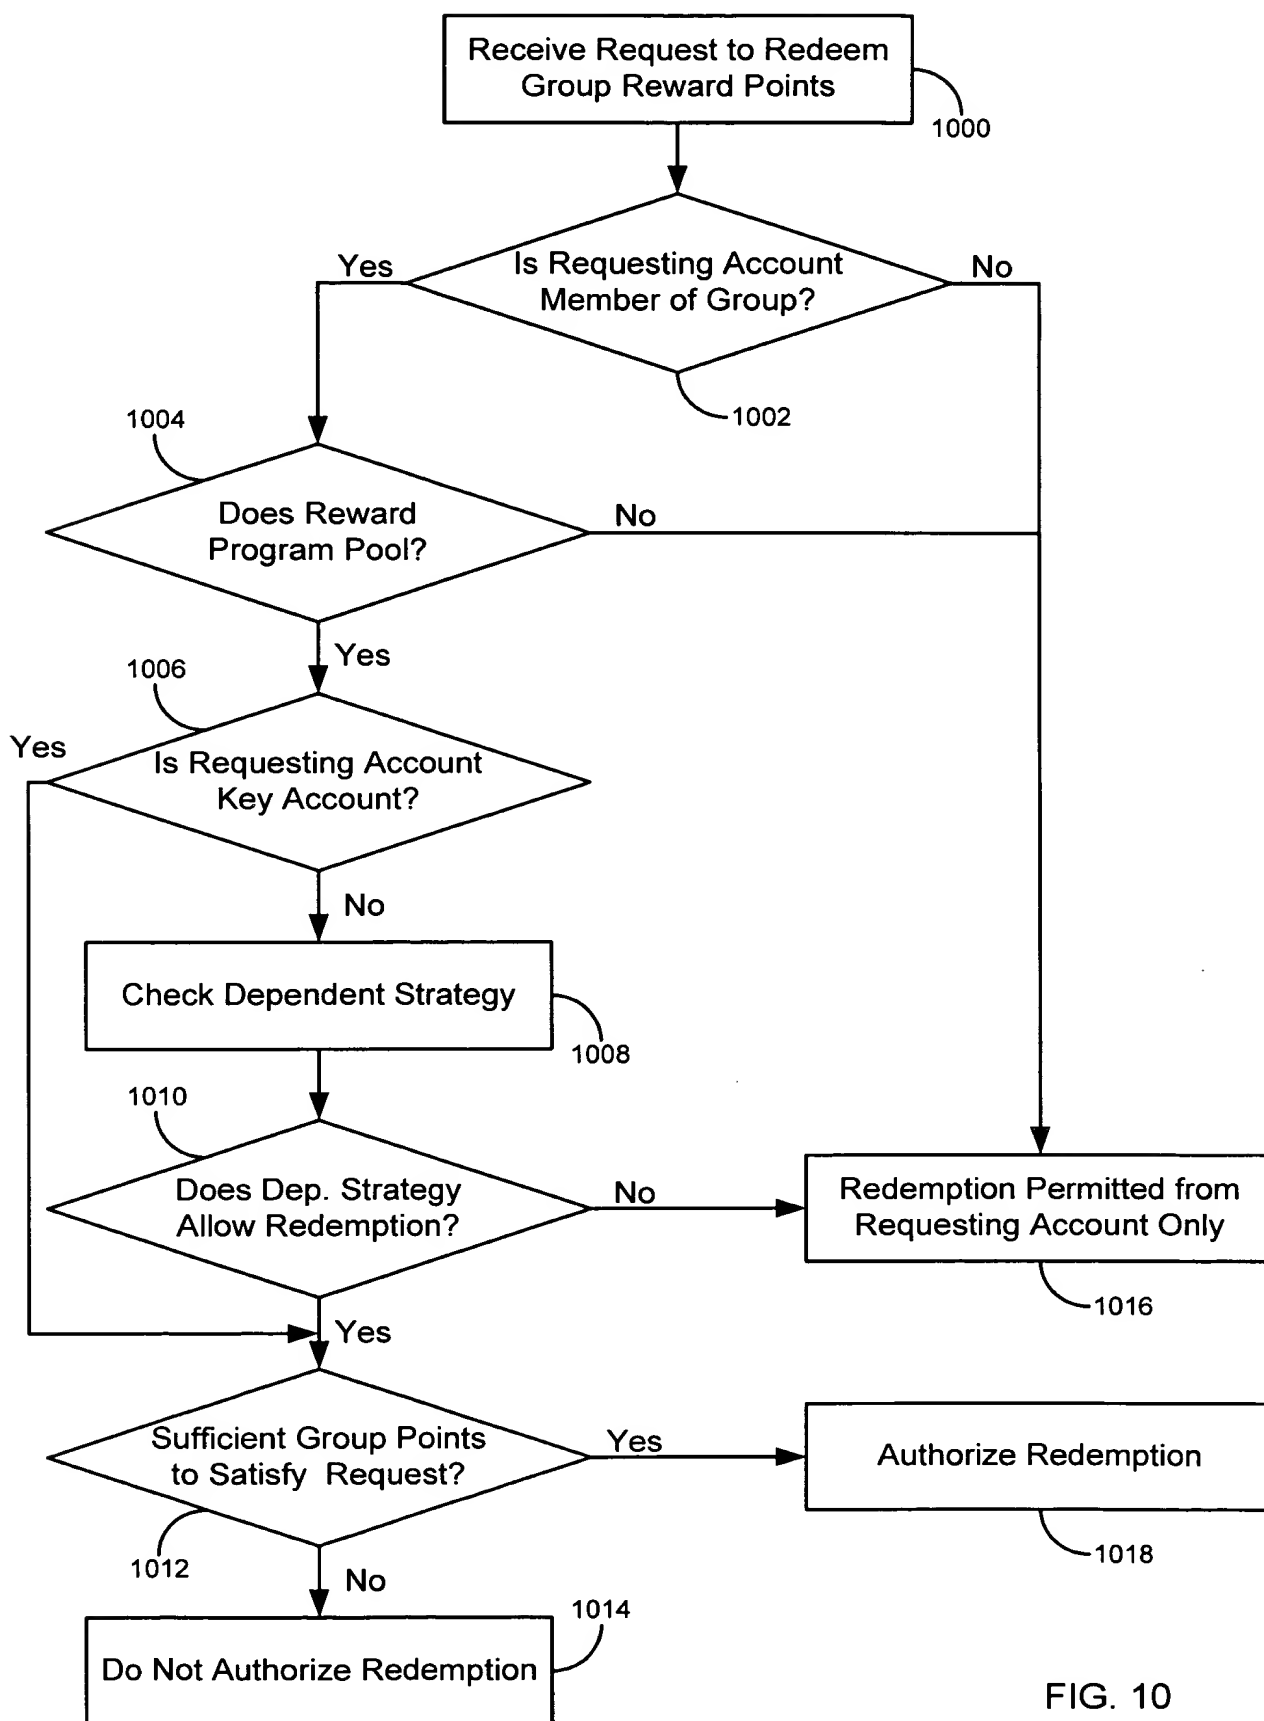 Receive Request to Redeem
Group Reward Points
1000
Is Requesting Account
Member of Group?
Yes
No
1002
1004
Does Reward
Program Pool?
No
Yes
1006
Yes
Is Requesting Account
Key Account?
No
Check Dependent Strategy
1008
1010
Does Dep. Strategy
Allow Redemption?
No
Redemption Permitted from
Requesting Account Only
1016
Yes
Sufficient Group Points
to Satisfy Request?
Yes
Authorize Redemption
1018
1012
No
1014
Do Not Authorize Redemption
FIG. 10